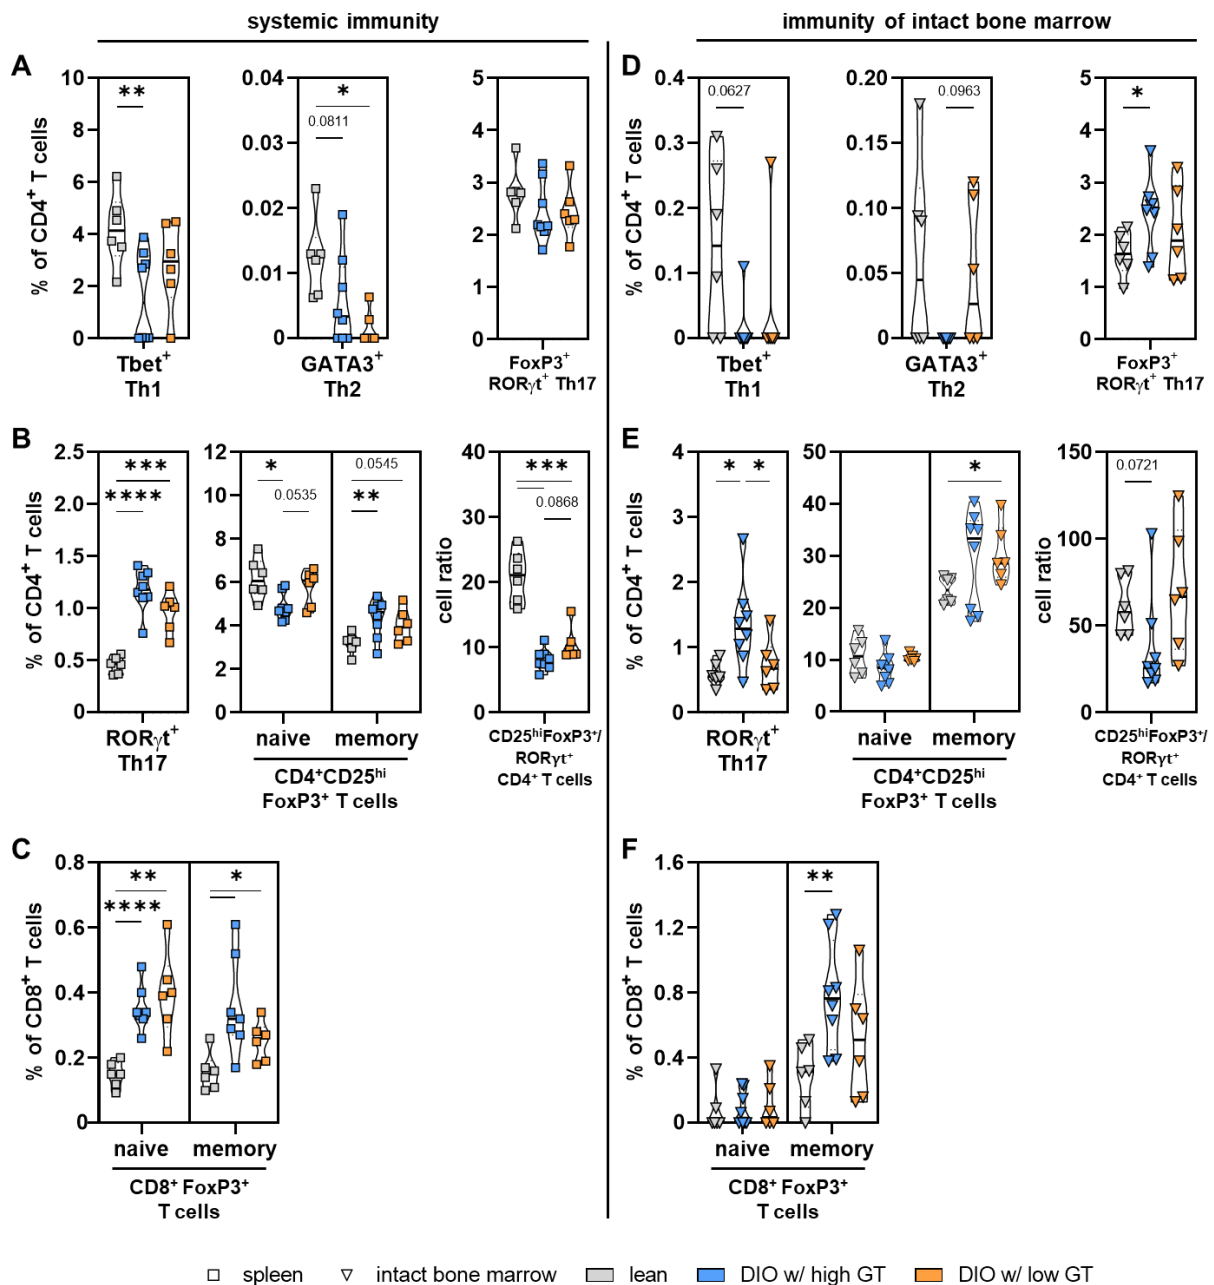 systemic immunity
immunity of intact bone marrow
A
% of CD4⁺ T cells
10
8
6
4
2
0
**
Tbet⁺
Th1
0.04
0.03
0.02
0.01
0
*
0.0811
GATA3⁺
Th2
5
4
3
2
1
0
FoxP3⁺
RORγt⁺ Th17
D
% of CD4⁺ T cells
0.4
0.3
0.2
0.1
0
0.0627
Tbet⁺
Th1
0.20
0.15
0.10
0.05
0
0.0963
GATA3⁺
Th2
5
4
3
2
1
0
*
FoxP3⁺
RORγt⁺ Th17
B
% of CD4⁺ T cells
2.5
2.0
1.5
1.0
0.5
0
***
****
RORγt⁺
Th17
12
10
8
6
4
2
0
*
0.0535
0.0545
**
naive
memory
CD4⁺CD25ʰⁱ
FoxP3⁺ T cells
cell ratio
40
30
20
10
0
***
0.0868
CD25ʰⁱFoxP3⁺/
RORγt⁺
CD4⁺ T cells
E
% of CD4⁺ T cells
4
3
2
1
0
* *
RORγt⁺
Th17
50
40
30
20
10
0
*
naive
memory
CD4⁺CD25ʰⁱ
FoxP3⁺ T cells
cell ratio
150
100
50
0
0.0721
CD25ʰⁱFoxP3⁺/
RORγt⁺
CD4⁺ T cells
C
% of CD8⁺ T cells
0.8
0.6
0.4
0.2
0
**
****
*
naive
memory
CD8⁺ FoxP3⁺
T cells
F
% of CD8⁺ T cells
1.6
1.2
0.8
0.4
0
**
naive
memory
CD8⁺ FoxP3⁺
T cells
spleen
intact bone marrow
lean
DIO w/ high GT
DIO w/ low GT